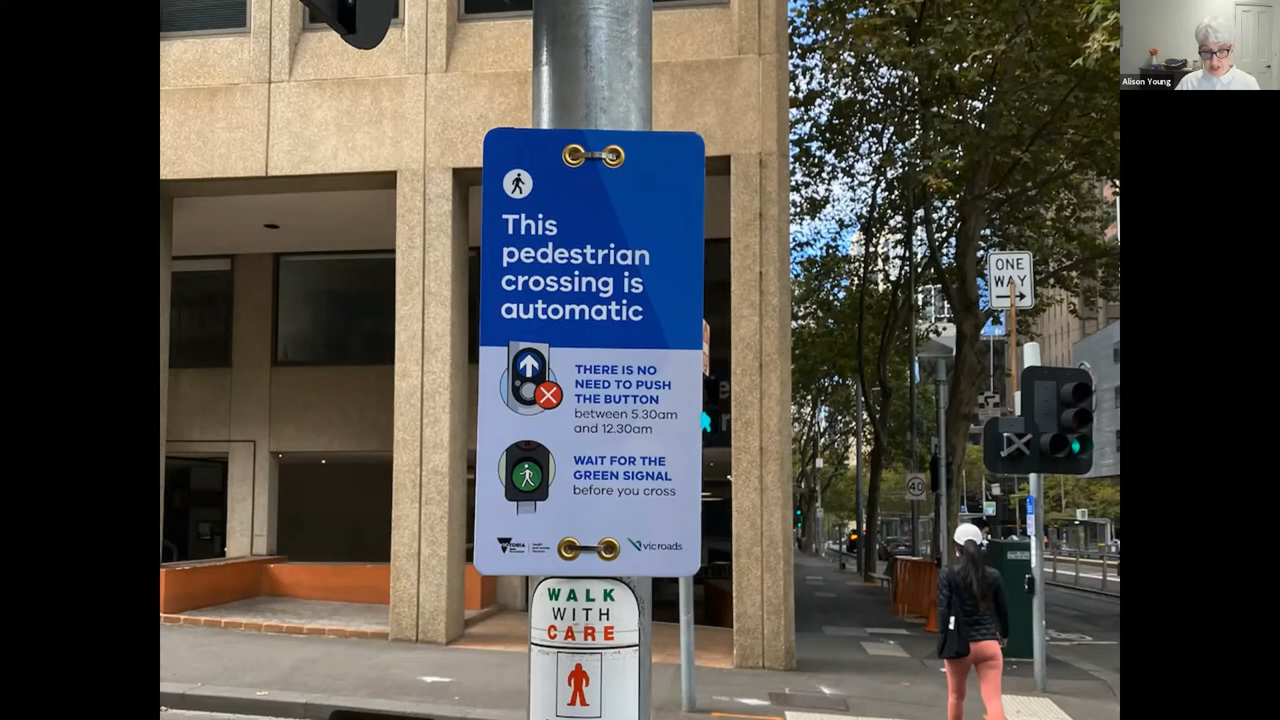 Alison Young
This
pedestrian
crossing is
automatic
THERE IS NO
NEED TO PUSH
THE BUTTON
between 5.30am
and 12.30am
WAIT FOR THE
GREEN SIGNAL
before you cross
VICTORIA
vicroads
WALK
WITH
CARE
ONE
WAY
40